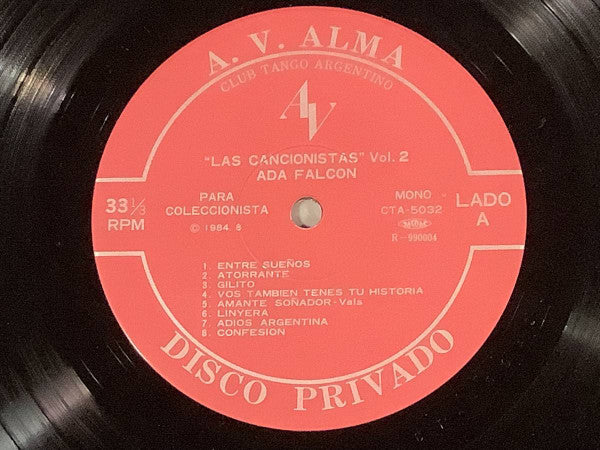 A. V. ALMA
CLUB TANGO ARGENTINO
AV
"LAS CANCIONISTAS" Vol. 2
ADA FALCON
33 1/3 RPM
PARA COLECCIONISTA
© 1984. 8
MONO
CTA-5032
R-990004
LADO A
1 ENTRE SUEÑOS
2 ATORRANTE
3 GILITO
4 VOS TAMBIEN TENES TU HISTORIA
5 AMANTE SOÑADOR-Vals
6 LINYERA
7 ADIOS ARGENTINA
8 CONFESION
DISCO PRIVADO